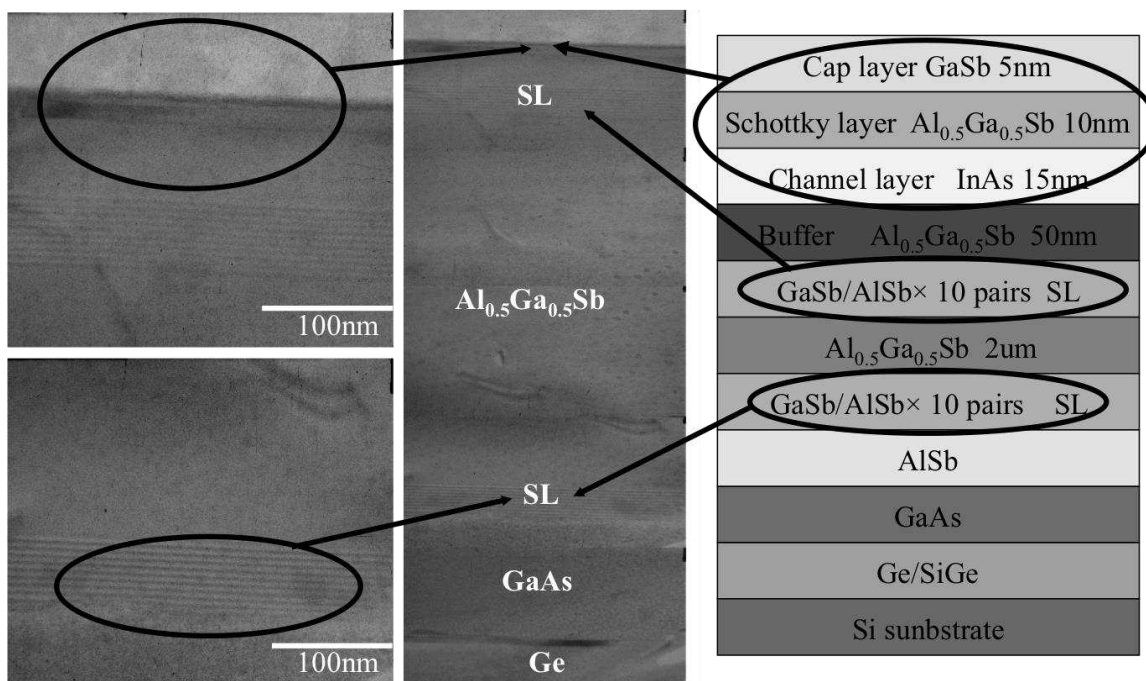 100nm
100nm
SL
Al₀.₅Ga₀.₅Sb
SL
GaAs
Ge
Cap layer GaSb 5nm
Schottky layer Al₀.₅Ga₀.₅Sb 10nm
Channel layer InAs 15nm
Buffer Al₀.₅Ga₀.₅Sb 50nm
GaSb/AlSb× 10 pairs SL
Al₀.₅Ga₀.₅Sb 2um
GaSb/AlSb× 10 pairs SL
AlSb
GaAs
Ge/SiGe
Si sunbstrate